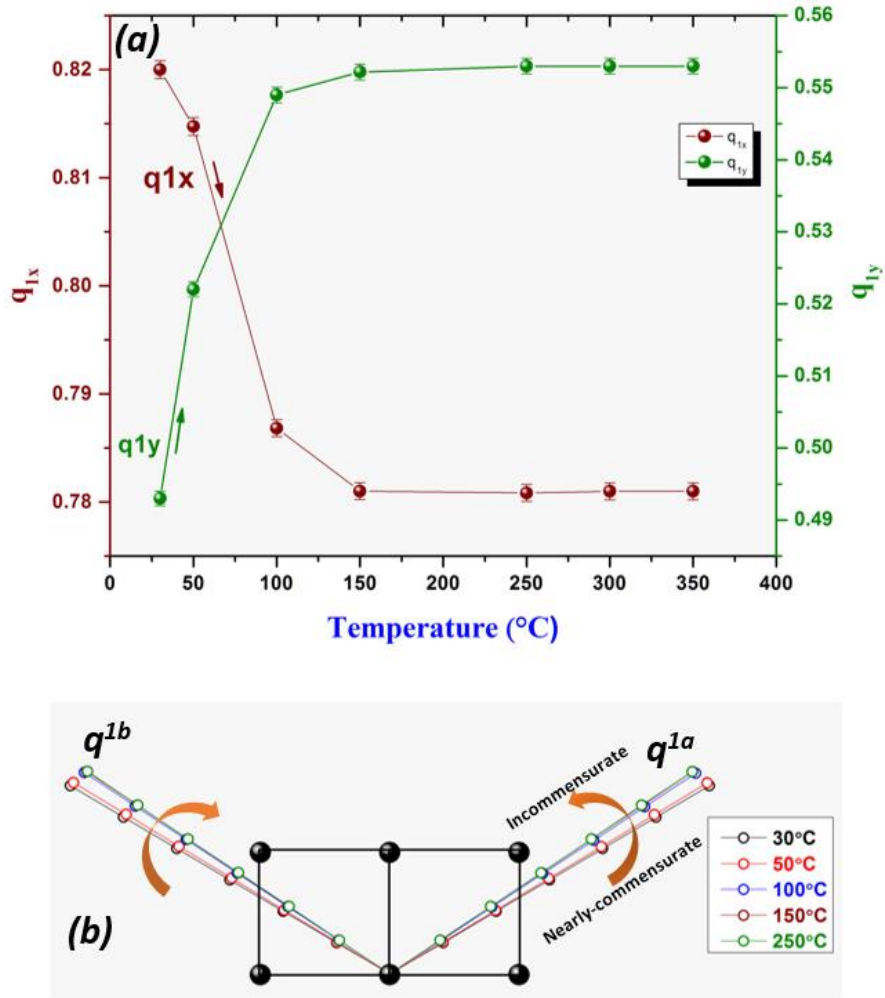 (a)
0.82
0.81
0.80
0.79
0.78
q1x
0.56
0.55
0.54
0.53
0.52
0.51
0.50
0.49
q1y
q1x
q1y
q1x
q1y
0 50 100 150 200 250 300 350 400
Temperature (°C)
q1b
q1a
Incommensurate
Nearly-commensurate
30°C
50°C
100°C
150°C
250°C
(b)